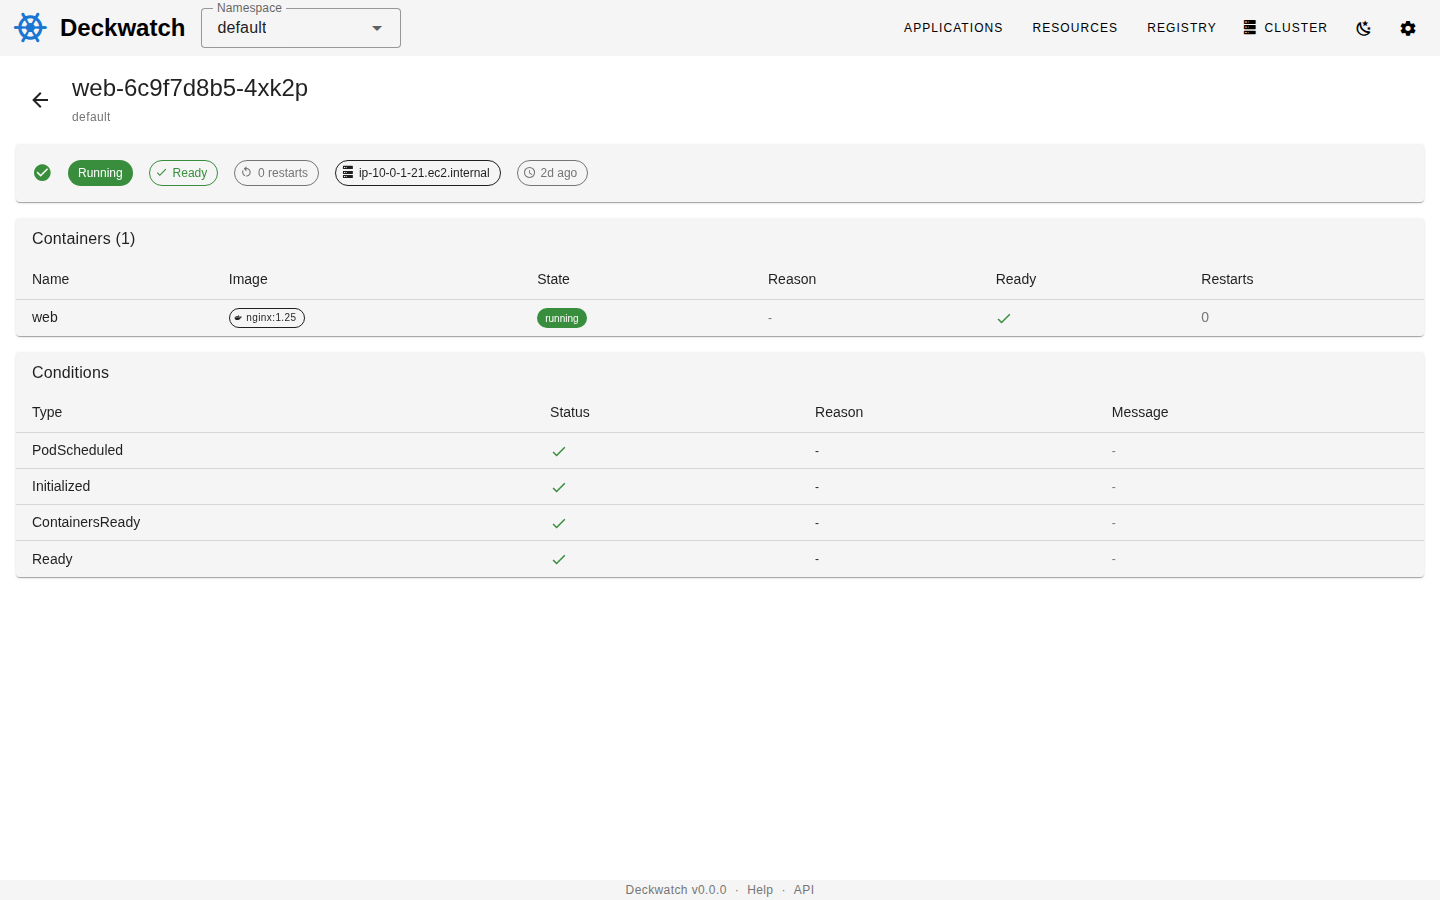 Deckwatch
Namespace
default
APPLICATIONS
RESOURCES
REGISTRY
CLUSTER
web-6c9f7d8b5-4xk2p
default
Running
Ready
0 restarts
ip-10-0-1-21.ec2.internal
2d ago
Containers (1)
Name Image State Reason Ready Restarts
web nginx:1.25 running - 0
Conditions
Type Status Reason Message
PodScheduled - -
Initialized - -
ContainersReady - -
Ready - -
Deckwatch v0.0.0 · Help · API